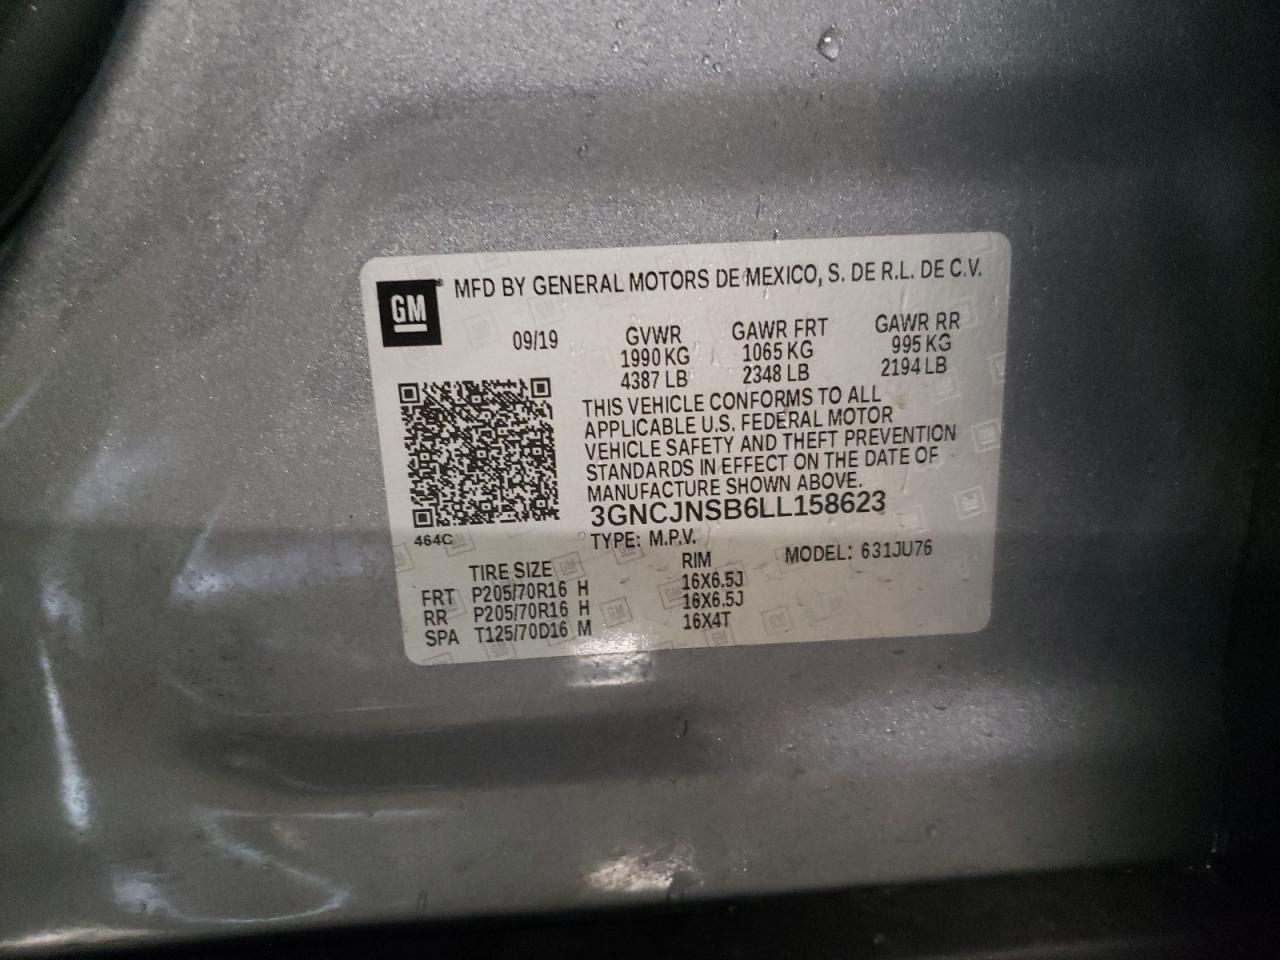 GM MFD BY GENERAL MOTORS DE MEXICO, S. DE R.L. DE C.V.
09/19 GVWR GAWR FRT GAWR RR
1990 KG 1065 KG 995 KG
4387 LB 2348 LB 2194 LB
THIS VEHICLE CONFORMS TO ALL
APPLICABLE U.S. FEDERAL MOTOR
VEHICLE SAFETY AND THEFT PREVENTION
STANDARDS IN EFFECT ON THE DATE OF
MANUFACTURE SHOWN ABOVE.
3GNCJNSB6LL158623
464C
TYPE: M.P.V. MODEL: 631JU76
TIRE SIZE RIM
FRT P205/70R16 H 16X6.5J
RR P205/70R16 H 16X6.5J
SPA T125/70D16 M 16X4T